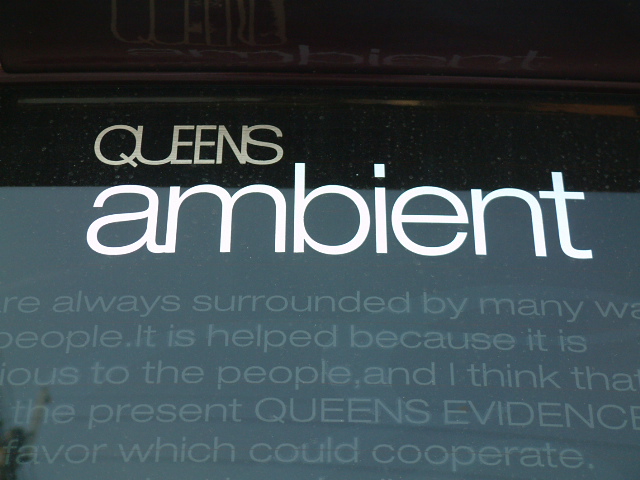 QUEENS
ambient
are always surrounded by many wa
people.It is helped because it is
ious to the people,and I think that
the present QUEENS EVIDENCE
favor which could cooperate.